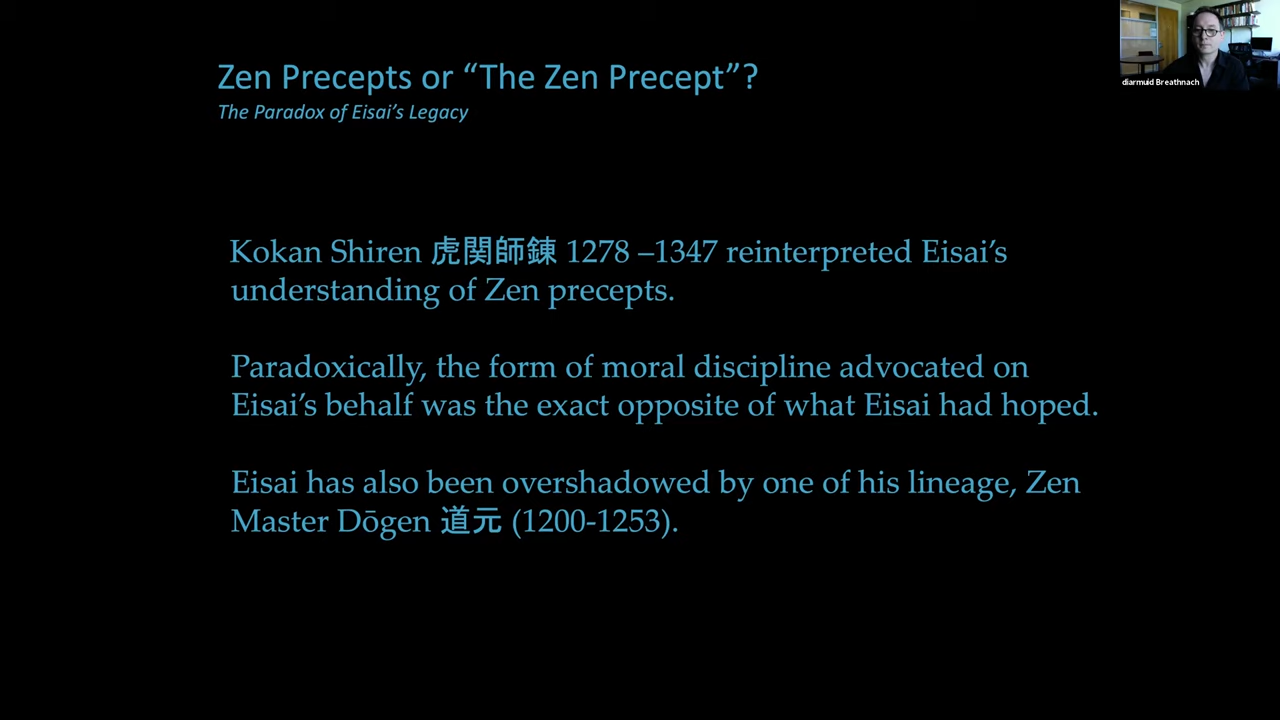 Zen Precepts or “The Zen Precept”?
The Paradox of Eisai’s Legacy
diarmuid Breathnach
Kokan Shiren 虎関師錬 1278 –1347 reinterpreted Eisai’s
understanding of Zen precepts.
Paradoxically, the form of moral discipline advocated on
Eisai’s behalf was the exact opposite of what Eisai had hoped.
Eisai has also been overshadowed by one of his lineage, Zen
Master Dōgen 道元 (1200-1253).